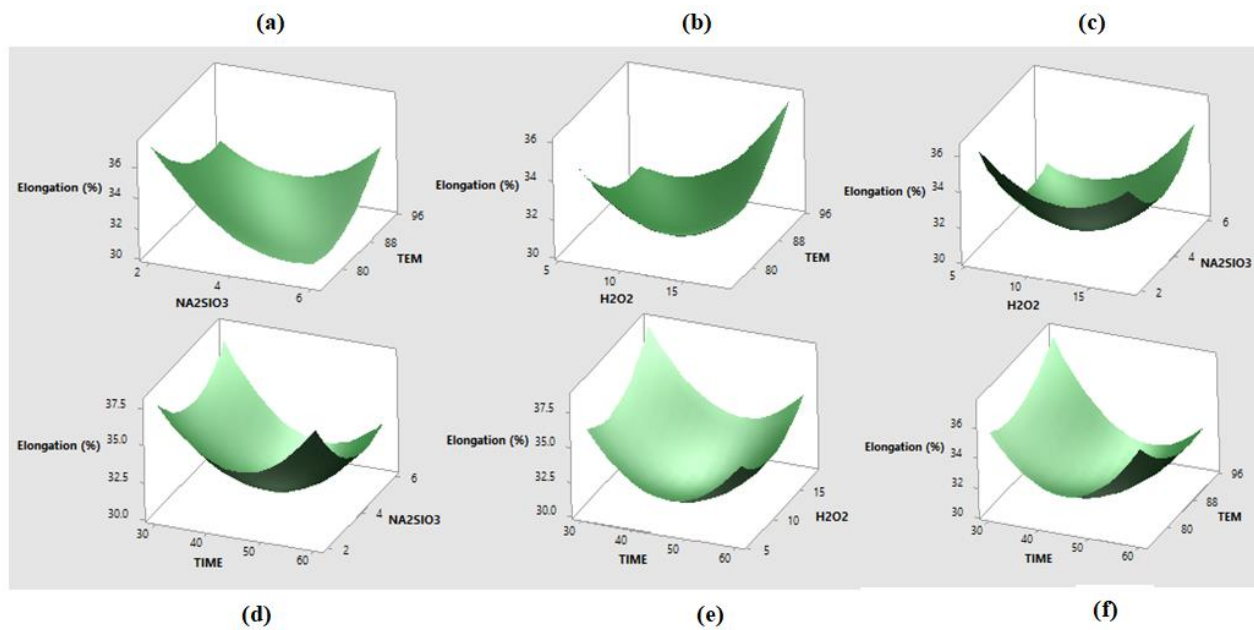 (a)
(b)
(c)
36
34
32
30
Elongation (%)
2
4
6
NA2SIO3
80
88
96
TEM
36
34
32
30
Elongation (%)
5
10
15
H2O2
80
88
96
TEM
36
34
32
30
Elongation (%)
5
10
15
H2O2
2
4
6
NA2SIO3
37.5
35.0
32.5
30.0
Elongation (%)
30
40
50
60
TIME
2
4
6
NA2SIO3
37.5
35.0
32.5
30.0
Elongation (%)
30
40
50
60
TIME
5
10
15
H2O2
36
34
32
30
Elongation (%)
30
40
50
60
TIME
80
88
96
TEM
(d)
(e)
(f)